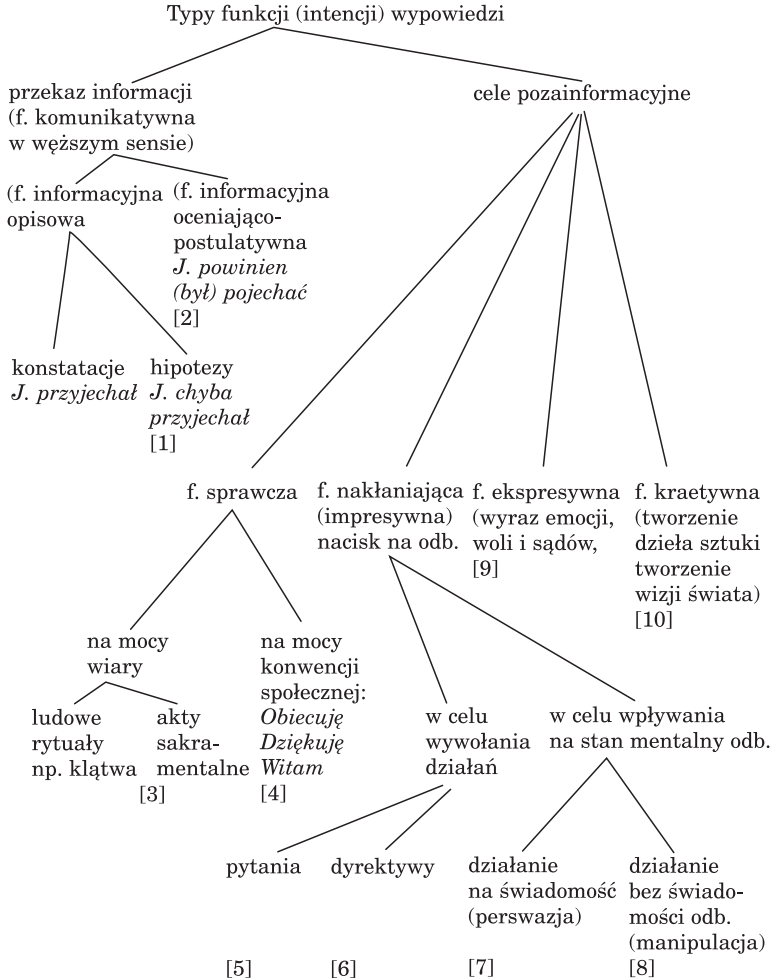 Typy funkcji (intencji) wypowiedzi
przekaz informacji
(f. komunikatywna
w węższym sensie)
cele pozainformacyjne
(f. informacyjna
opisowa
(f. informacyjna
oceniająco-
postulatywna
J. powinien
(był) pojechać
[2]
konstatacje
J. przyjechał
hipotezy
J. chyba
przyjechał
[1]
f. sprawcza
f. nakłaniająca
(impresywna)
nacisk na odb.
f. ekspresywna
(wyraz emocji,
woli i sądów,
[9]
f. kraetywna
(tworzenie
dzieła sztuki
tworzenie
wizji świata)
[10]
na mocy
wiary
na mocy
konwencji
społecznej:
Obiecuję
Dziękuję
Witam
[4]
ludowe
rytuały
np. klątwa
akty
sakra-
mentalne
[3]
w celu
wywołania
działań
w celu wpływania
na stan mentalny odb.
pytania
[5]
dyrektywy
[6]
działanie
na świadomość
(perswazja)
[7]
działanie
bez świado-
mości odb.
(manipulacja)
[8]